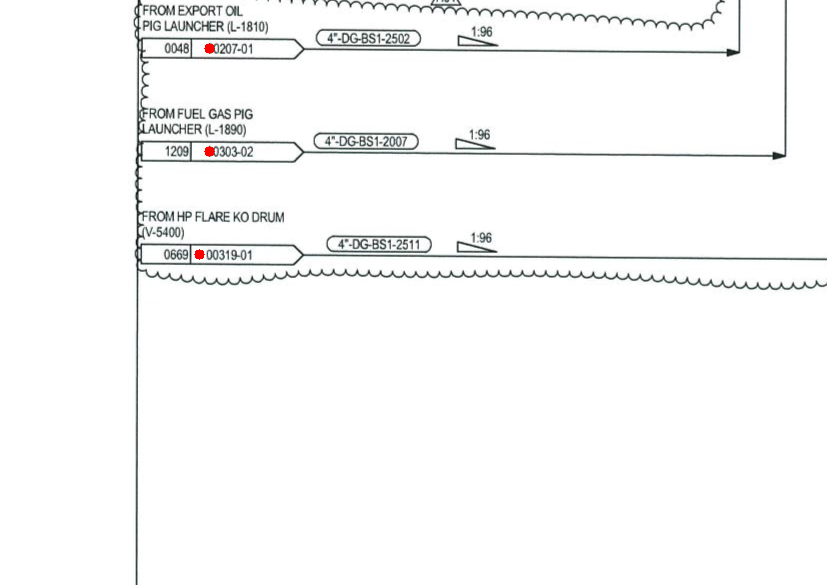 FROM EXPORT OIL
PIG LAUNCHER (L-1810)
0048 0207-01
4"-DG-BS1-2502
1:96
FROM FUEL GAS PIG
LAUNCHER (L-1890)
1209 0303-02
4"-DG-BS1-2007
1:96
FROM HP FLARE KO DRUM
(V-5400)
0669 00319-01
4"-DG-BS1-2511
1:96